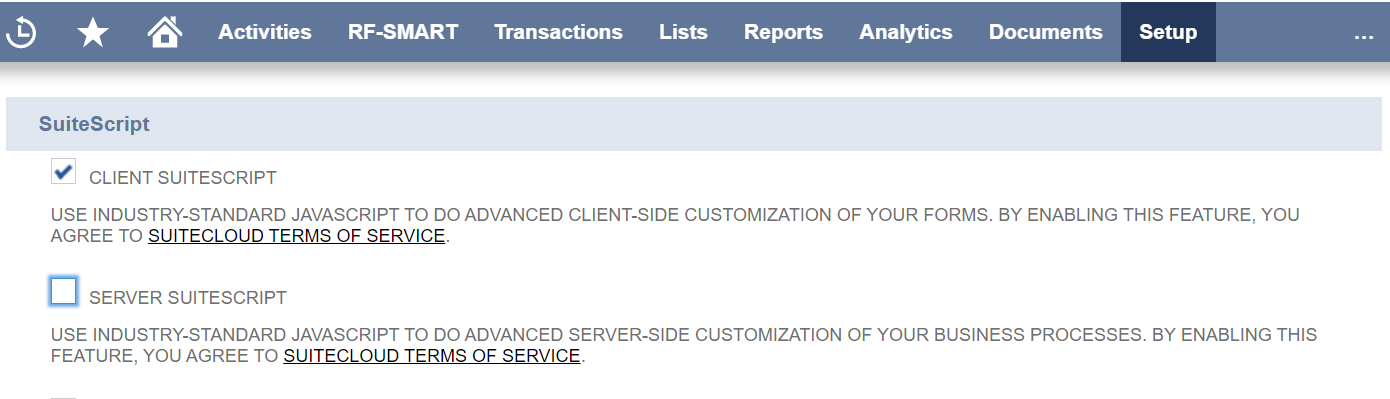 Activities RF-SMART Transactions Lists Reports Analytics Documents Setup ...
SuiteScript
CLIENT SUITESCRIPT
USE INDUSTRY-STANDARD JAVASCRIPT TO DO ADVANCED CLIENT-SIDE CUSTOMIZATION OF YOUR FORMS. BY ENABLING THIS FEATURE, YOU
AGREE TO SUITECLOUD TERMS OF SERVICE.
SERVER SUITESCRIPT
USE INDUSTRY-STANDARD JAVASCRIPT TO DO ADVANCED SERVER-SIDE CUSTOMIZATION OF YOUR BUSINESS PROCESSES. BY ENABLING THIS
FEATURE, YOU AGREE TO SUITECLOUD TERMS OF SERVICE.